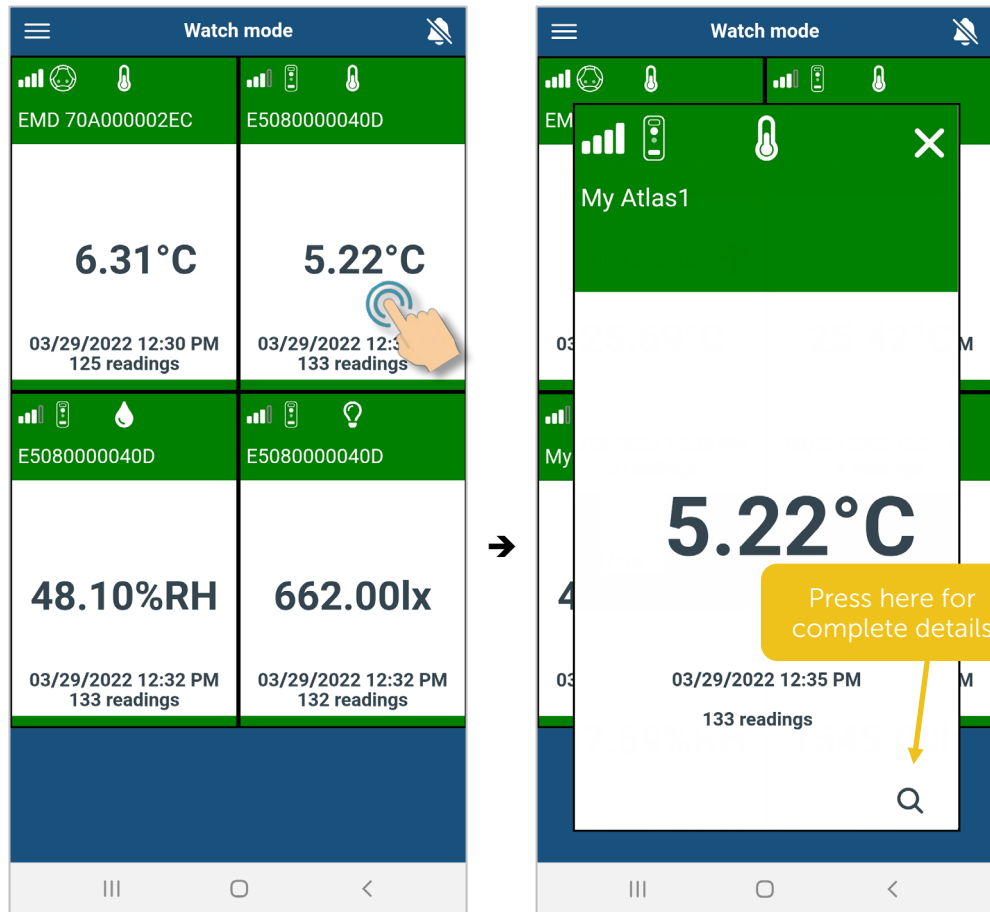 Watch mode
EMD 70A000002EC
E5080000040D
6.31°C
5.22°C
03/29/2022 12:30 PM
125 readings
03/29/2022 12:3
133 readings
E5080000040D
E5080000040D
48.10%RH
662.00lx
03/29/2022 12:32 PM
133 readings
03/29/2022 12:32 PM
132 readings
Watch mode
EM
My Atlas1
03
M
My
5.22°C
4
Press here for
complete details
03
03/29/2022 12:35 PM
M
133 readings